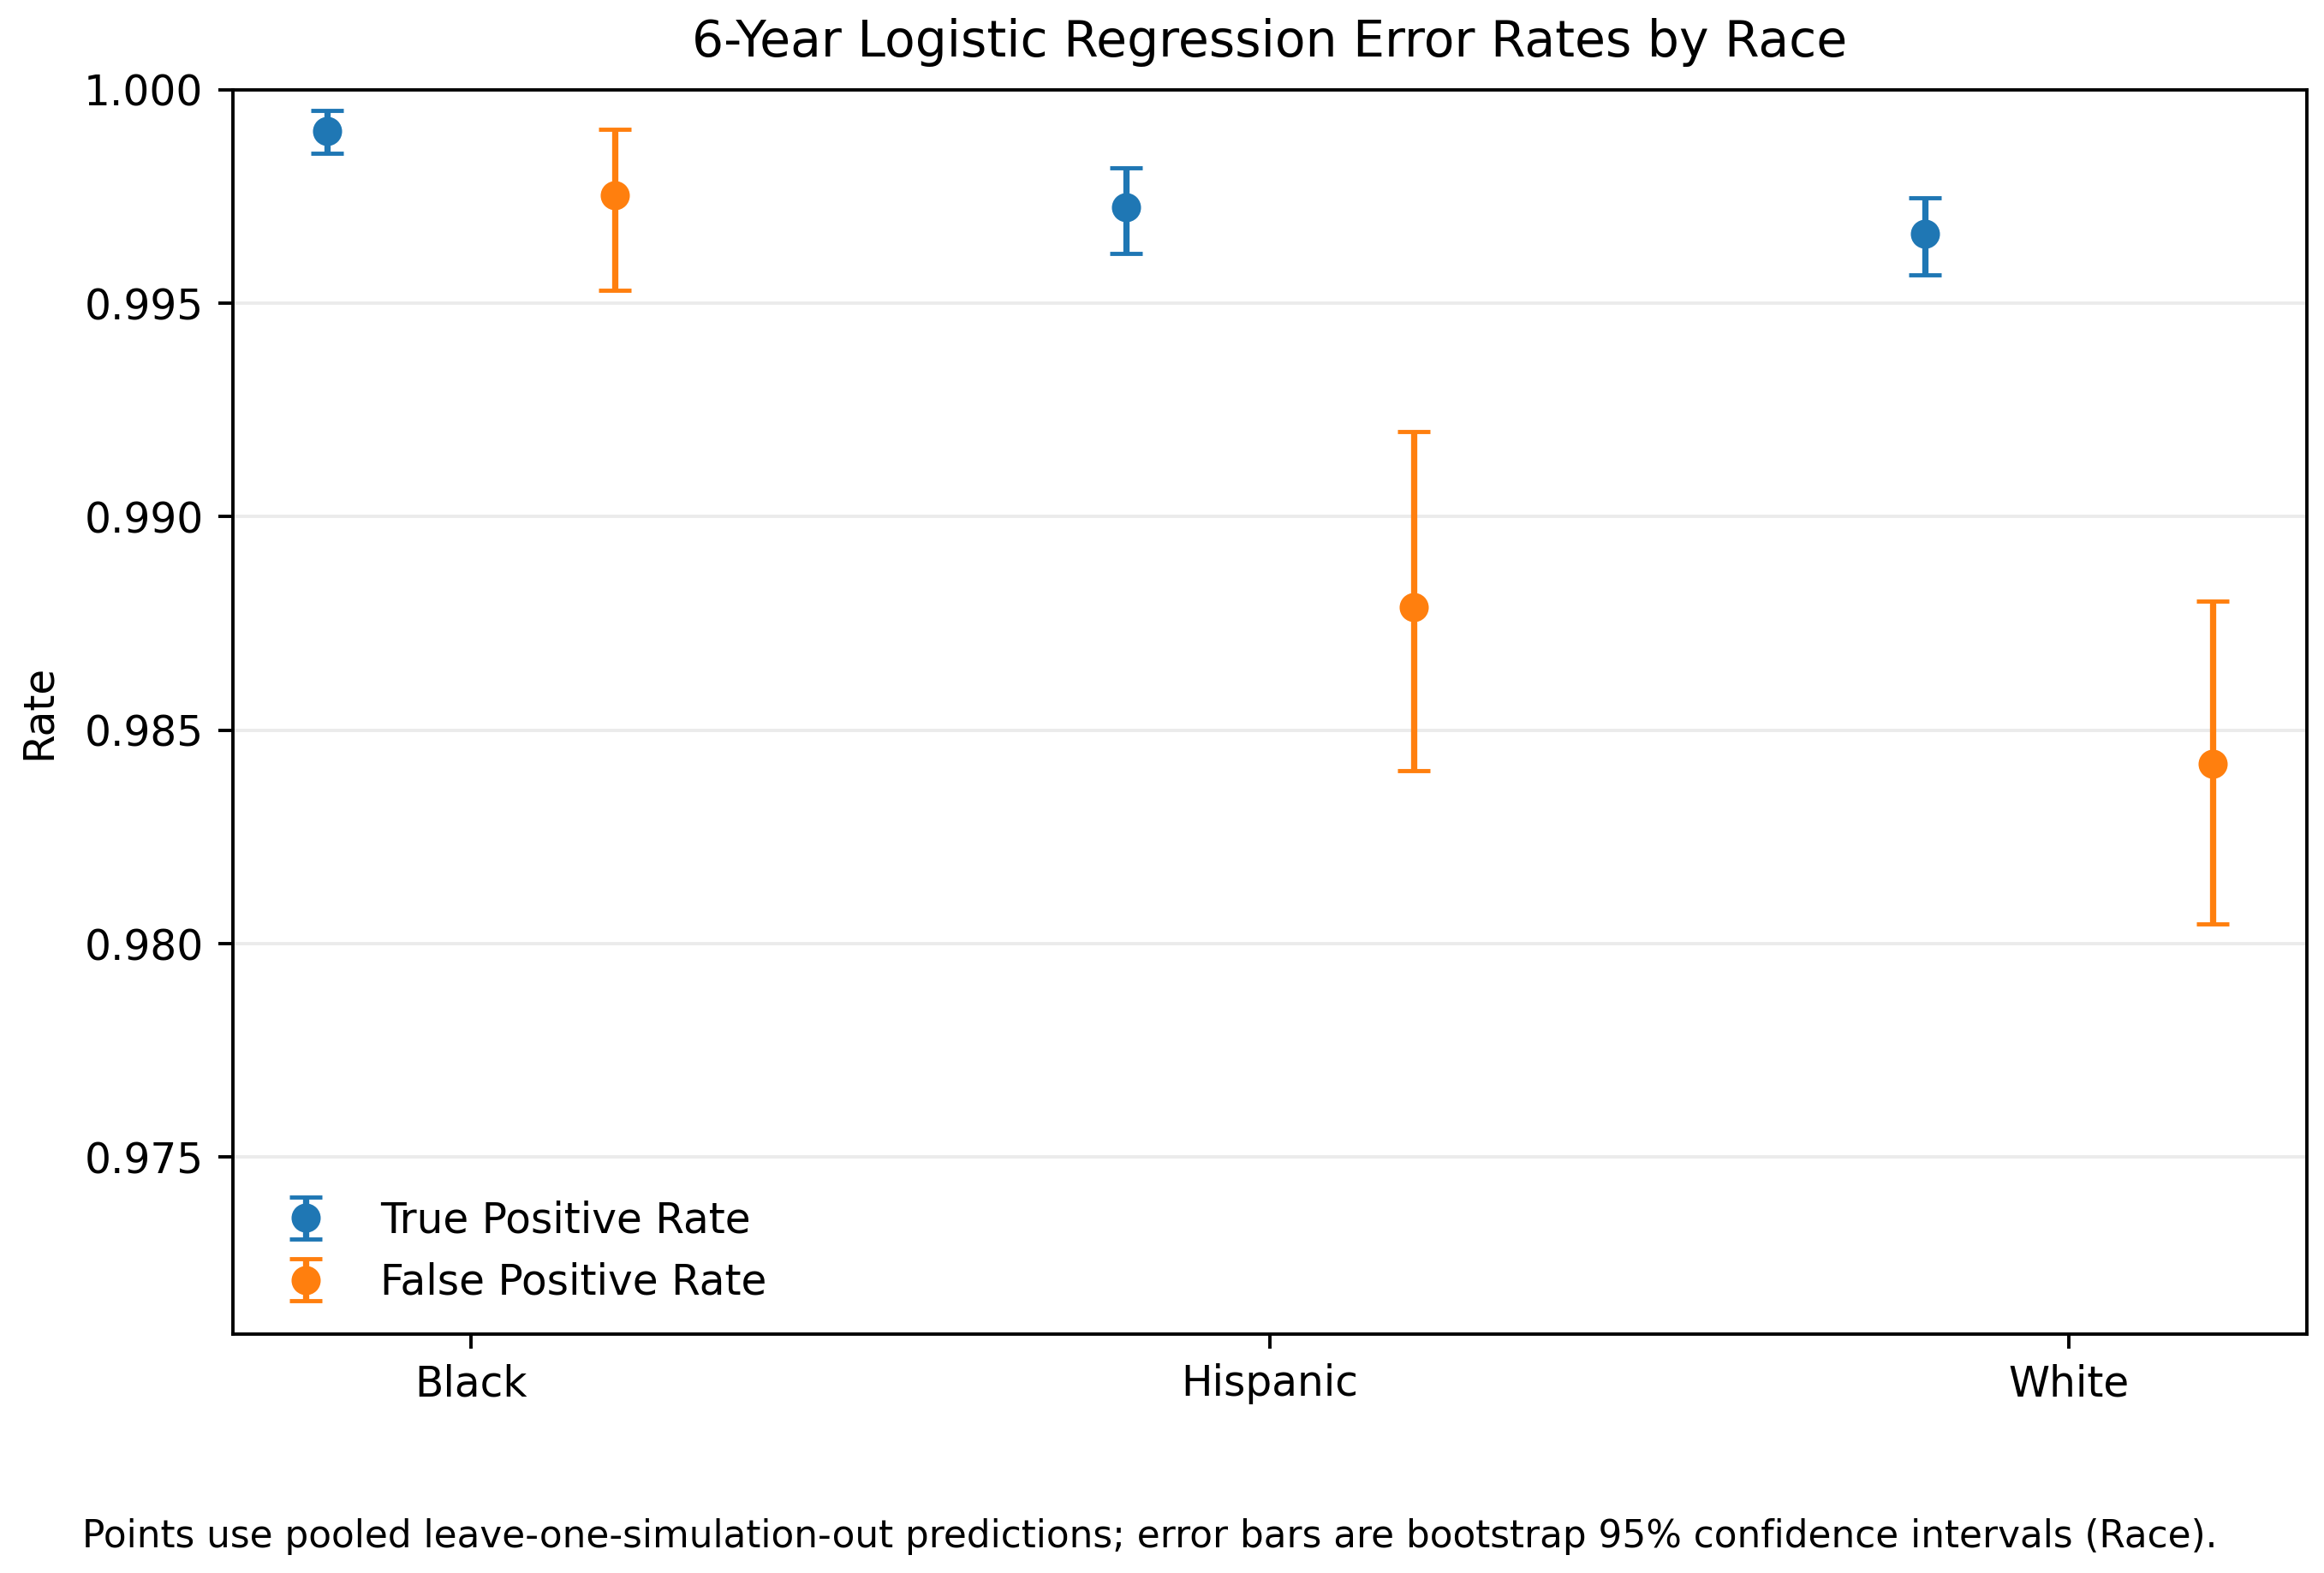 6-Year Logistic Regression Error Rates by Race
1.000
0.995
0.990
0.985
0.980
0.975
Rate
True Positive Rate
False Positive Rate
Black Hispanic White
Points use pooled leave-one-simulation-out predictions; error bars are bootstrap 95% confidence intervals (Race).